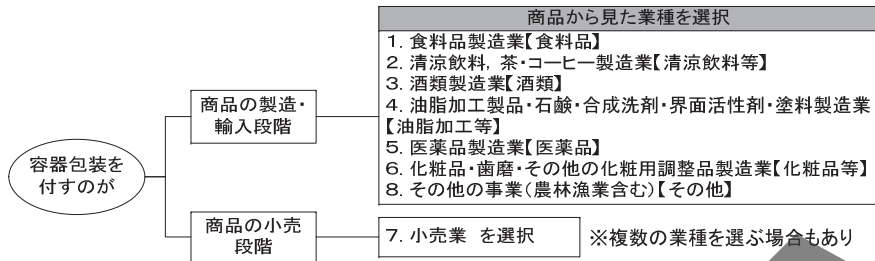 商品から見た業種を選択
1. 食料品製造業【食料品】
2. 清涼飲料, 茶・コーヒー製造業【清涼飲料等】
3. 酒類製造業【酒類】
4. 油脂加工製品・石鹸・合成洗剤・界面活性剤・塗料製造業
【油脂加工等】
5. 医薬品製造業【医薬品】
6. 化粧品・歯磨・その他の化粧用調整品製造業【化粧品等】
8. その他の事業(農林漁業含む)【その他】
商品の製造・
輸入段階
容器包装を
付すのが
商品の小売
段階
7. 小売業 を選択
※複数の業種を選ぶ場合もあり